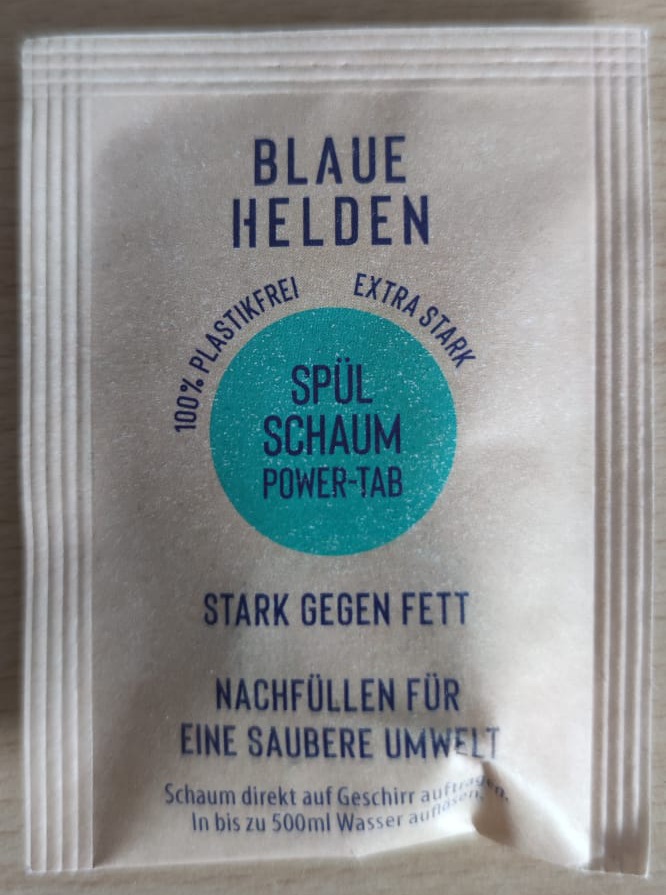 BLAUE
HELDEN
100% PLASTIKFREI
EXTRA STARK
SPÜL
SCHAUM
POWER-TAB
STARK GEGEN FETT
NACHFÜLLEN FÜR
EINE SAUBERE UMWELT
Schaum direkt auf Geschirr auftragen.
In bis zu 500ml Wasser auflösen.